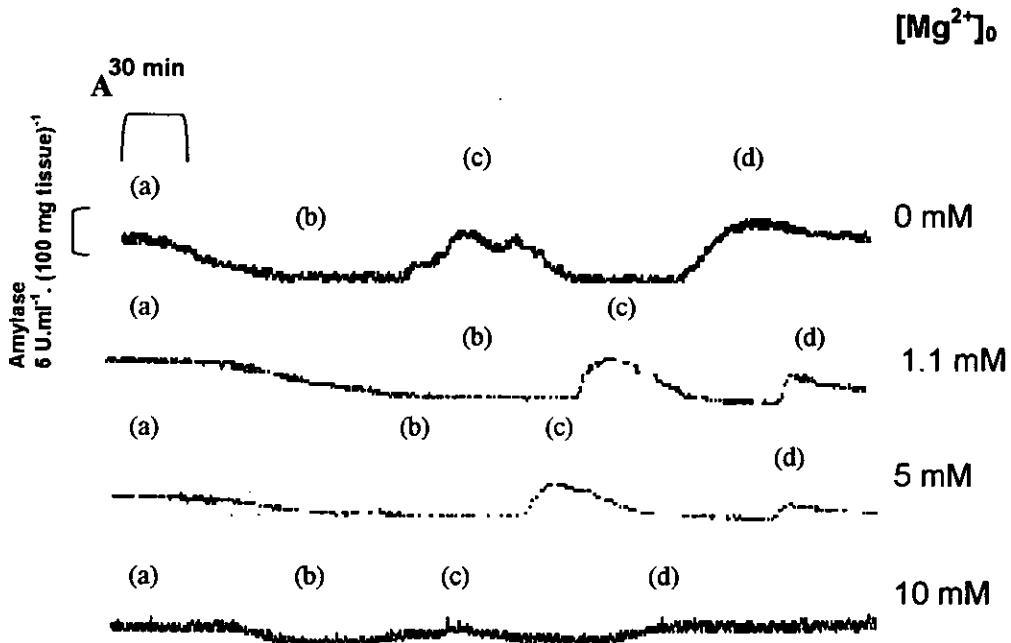 [Mg²⁺]₀
A 30 min
Amylase
6 U.ml⁻¹. (100 mg tissue)⁻¹
(a) (b) (c) (d) 0 mM
(a) (b) (c) (d) 1.1 mM
(a) (b) (c) (d) 5 mM
(a) (b) (c) (d) 10 mM